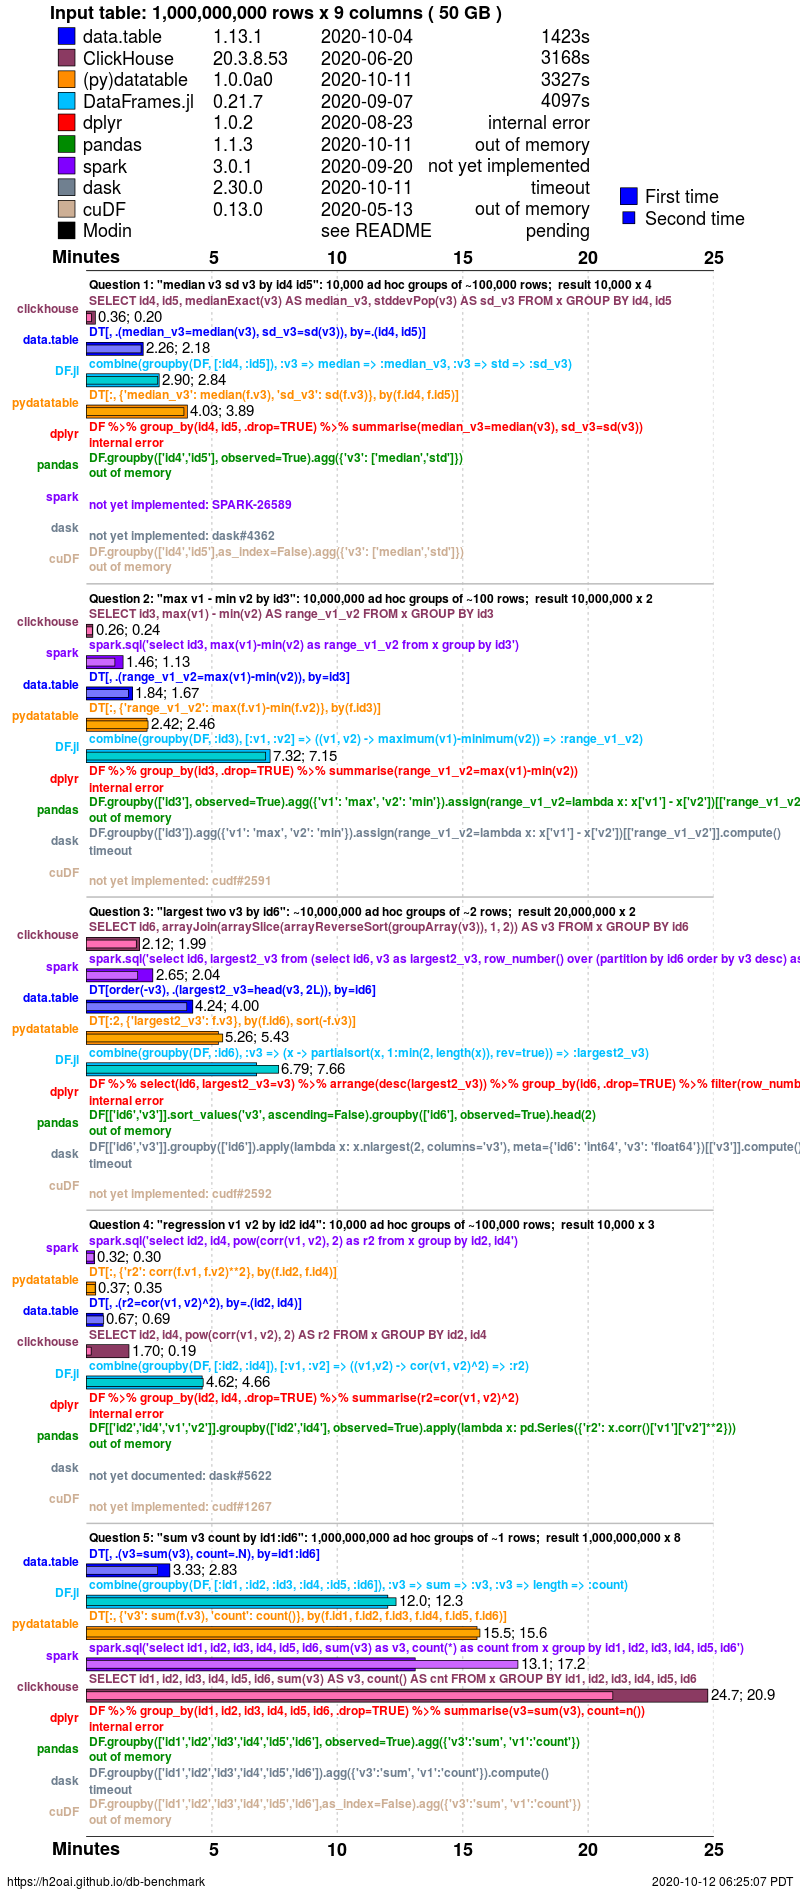 Input table: 1,000,000,000 rows x 9 columns ( 50 GB )
data.table 1.13.1 2020-10-04 1423s
ClickHouse 20.3.8.53 2020-06-20 3168s
(py)datatable 1.0.0a0 2020-10-11 3327s
DataFrames.jl 0.21.7 2020-09-07 4097s
dplyr 1.0.2 2020-08-23 internal error
pandas 1.1.3 2020-10-11 out of memory
spark 3.0.1 2020-09-20 not yet implemented
dask 2.30.0 2020-10-11 timeout
cuDF 0.13.0 2020-05-13 out of memory
Modin see README pending
First time
Second time
Minutes 5 10 15 20 25
Question 1: "median v3 sd v3 by id4 id5": 10,000 ad hoc groups of ~100,000 rows; result 10,000 x 4
SELECT id4, id5, medianExact(v3) AS median_v3, stddevPop(v3) AS sd_v3 FROM x GROUP BY id4, id5
clickhouse 0.36; 0.20
DT[, .(median_v3=median(v3), sd_v3=sd(v3)), by=.(id4, id5)]
data.table 2.26; 2.18
combine(groupby(DF, [:id4, :id5]), :v3 => median => :median_v3, :v3 => std => :sd_v3)
DF.jl 2.90; 2.84
DT[:, {'median_v3': median(f.v3), 'sd_v3': sd(f.v3)}, by(f.id4, f.id5)]
pydatatable 4.03; 3.89
DF %>% group_by(id4, id5, .drop=TRUE) %>% summarise(median_v3=median(v3), sd_v3=sd(v3))
dplyr internal error
DF.groupby(['id4','id5'], observed=True).agg({'v3': ['median','std']})
pandas out of memory
spark not yet implemented: SPARK-26589
dask not yet implemented: dask#4362
DF.groupby(['id4','id5'],as_index=False).agg({'v3': ['median','std']})
cuDF out of memory
Question 2: "max v1 - min v2 by id3": 10,000,000 ad hoc groups of ~100 rows; result 10,000,000 x 2
SELECT id3, max(v1) - min(v2) AS range_v1_v2 FROM x GROUP BY id3
clickhouse 0.26; 0.24
spark.sql('select id3, max(v1)-min(v2) as range_v1_v2 from x group by id3')
spark 1.46; 1.13
DT[, .(range_v1_v2=max(v1)-min(v2)), by=id3]
data.table 1.84; 1.67
DT[:, {'range_v1_v2': max(f.v1)-min(f.v2)}, by(f.id3)]
pydatatable 2.42; 2.46
combine(groupby(DF, :id3), [:v1, :v2] => ((v1, v2) -> maximum(v1)-minimum(v2)) => :range_v1_v2)
DF.jl 7.32; 7.15
DF %>% group_by(id3, .drop=TRUE) %>% summarise(range_v1_v2=max(v1)-min(v2))
dplyr internal error
DF.groupby(['id3'], observed=True).agg({'v1': 'max', 'v2': 'min'}).assign(range_v1_v2=lambda x: x['v1'] - x['v2'])[['range_v1_v2
pandas out of memory
DF.groupby(['id3']).agg({'v1': 'max', 'v2': 'min'}).assign(range_v1_v2=lambda x: x['v1'] - x['v2'])[['range_v1_v2']].compute()
dask timeout
cuDF not yet implemented: cudf#2591
Question 3: "largest two v3 by id6": ~10,000,000 ad hoc groups of ~2 rows; result 20,000,000 x 2
SELECT id6, arrayJoin(arraySlice(arrayReverseSort(groupArray(v3)), 1, 2)) AS v3 FROM x GROUP BY id6
clickhouse 2.12; 1.99
spark.sql('select id6, largest2_v3 from (select id6, v3 as largest2_v3, row_number() over (partition by id6 order by v3 desc) as
spark 2.65; 2.04
DT[order(-v3), .(largest2_v3=head(v3, 2L)), by=id6]
data.table 4.24; 4.00
DT[:2, {'largest2_v3': f.v3}, by(f.id6), sort(-f.v3)]
pydatatable 5.26; 5.43
combine(groupby(DF, :id6), :v3 => (x -> partialsort(x, 1:min(2, length(x)), rev=true)) => :largest2_v3)
DF.jl 6.79; 7.66
DF %>% select(id6, largest2_v3=v3) %>% arrange(desc(largest2_v3)) %>% group_by(id6, .drop=TRUE) %>% filter(row_numb
dplyr internal error
DF[['id6','v3']].sort_values('v3', ascending=False).groupby(['id6'], observed=True).head(2)
pandas out of memory
DF[['id6','v3']].groupby(['id6']).apply(lambda x: x.nlargest(2, columns='v3'), meta={'id6': 'int64', 'v3': 'float64'})[['v3']].compute()
dask timeout
cuDF not yet implemented: cudf#2592
Question 4: "regression v1 v2 by id2 id4": 10,000 ad hoc groups of ~100,000 rows; result 10,000 x 3
spark.sql('select id2, id4, pow(corr(v1, v2), 2) as r2 from x group by id2, id4')
spark 0.32; 0.30
DT[:, {'r2': corr(f.v1, f.v2)**2}, by(f.id2, f.id4)]
pydatatable 0.37; 0.35
DT[, .(r2=cor(v1, v2)^2), by=.(id2, id4)]
data.table 0.67; 0.69
SELECT id2, id4, pow(corr(v1, v2), 2) AS r2 FROM x GROUP BY id2, id4
clickhouse 1.70; 0.19
combine(groupby(DF, [:id2, :id4]), [:v1, :v2] => ((v1,v2) -> cor(v1, v2)^2) => :r2)
DF.jl 4.62; 4.66
DF %>% group_by(id2, id4, .drop=TRUE) %>% summarise(r2=cor(v1, v2)^2)
dplyr internal error
DF[['id2','id4','v1','v2']].groupby(['id2','id4'], observed=True).apply(lambda x: pd.Series({'r2': x.corr()['v1']['v2']**2}))
pandas out of memory
dask not yet documented: dask#5622
cuDF not yet implemented: cudf#1267
Question 5: "sum v3 count by id1:id6": 1,000,000,000 ad hoc groups of ~1 rows; result 1,000,000,000 x 8
DT[, .(v3=sum(v3), count=.N), by=id1:id6]
data.table 3.33; 2.83
combine(groupby(DF, [:id1, :id2, :id3, :id4, :id5, :id6]), :v3 => sum => :v3, :v3 => length => :count)
DF.jl 12.0; 12.3
DT[:, {'v3': sum(f.v3), 'count': count()}, by(f.id1, f.id2, f.id3, f.id4, f.id5, f.id6)]
pydatatable 15.5; 15.6
spark.sql('select id1, id2, id3, id4, id5, id6, sum(v3) as v3, count(*) as count from x group by id1, id2, id3, id4, id5, id6')
spark 13.1; 17.2
SELECT id1, id2, id3, id4, id5, id6, sum(v3) AS v3, count() AS cnt FROM x GROUP BY id1, id2, id3, id4, id5, id6
clickhouse 24.7; 20.9
DF %>% group_by(id1, id2, id3, id4, id5, id6, .drop=TRUE) %>% summarise(v3=sum(v3), count=n())
dplyr internal error
DF.groupby(['id1','id2','id3','id4','id5','id6'], observed=True).agg({'v3':'sum', 'v1':'count'})
pandas out of memory
DF.groupby(['id1','id2','id3','id4','id5','id6']).agg({'v3':'sum', 'v1':'count'}).compute()
dask timeout
DF.groupby(['id1','id2','id3','id4','id5','id6'],as_index=False).agg({'v3':'sum', 'v1':'count'})
cuDF out of memory
Minutes 5 10 15 20 25
https://h2oai.github.io/db-benchmark 2020-10-12 06:25:07 PDT